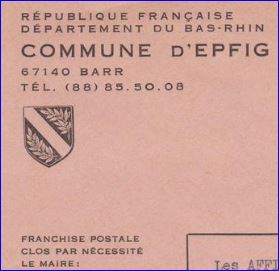 RÉPUBLIQUE FRANÇAISE
DÉPARTEMENT DU BAS-RHIN
COMMUNE D'EPFIG
67140 BARR
TÉL. (88) 85.50.08
FRANCHISE POSTALE
CLOS PAR NÉCESSITÉ
LE MAIRE:
Les AFF